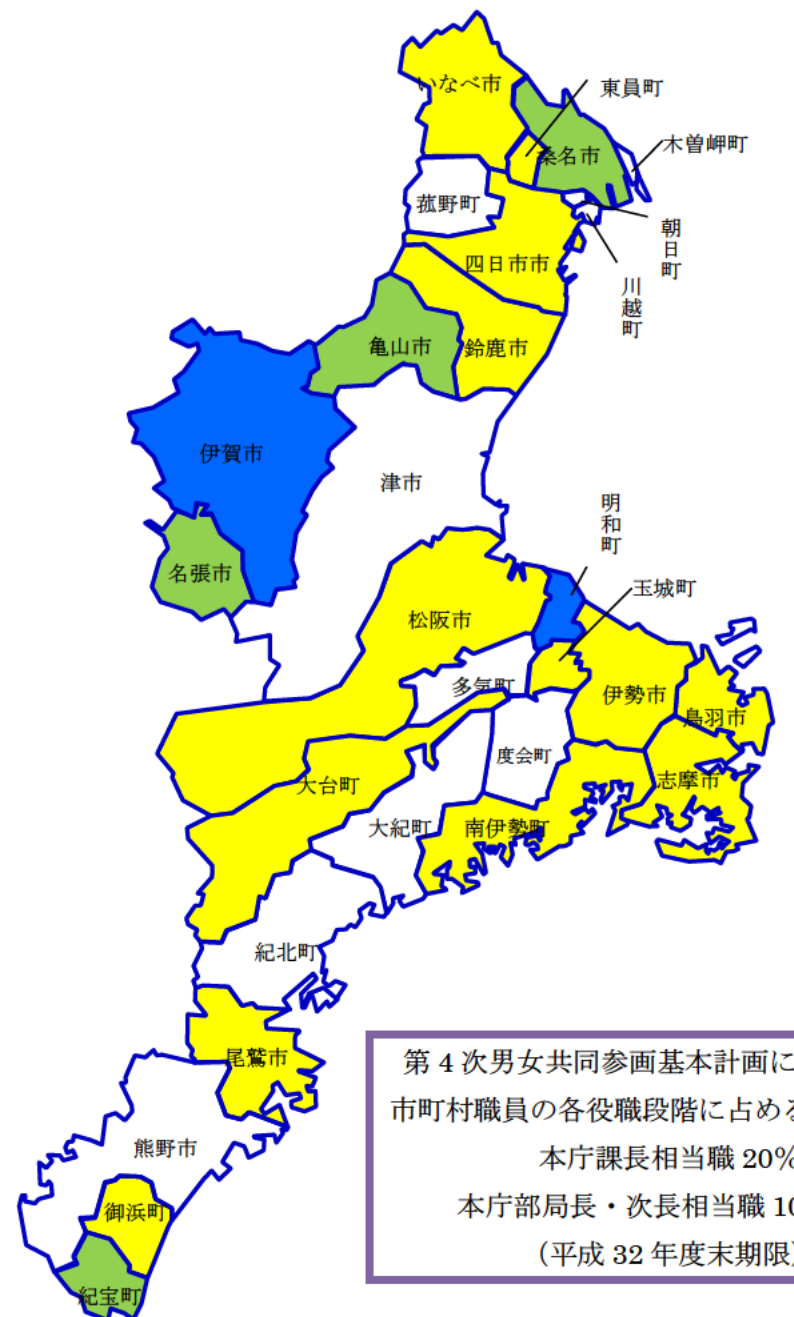 いなべ市
東員町
桑名市
木曽岬町
菰野町
朝日町
四日市市
川越町
亀山市
鈴鹿市
伊賀市
津市
明和町
名張市
玉城町
松阪市
多気町
伊勢市
鳥羽市
度会町
志摩市
大台町
大紀町
南伊勢町
紀北町
尾鷲市
熊野市
御浜町
紀宝町
第 4 次男女共同参画基本計画に
市町村職員の各役職段階に占める
本庁課長相当職 20%
本庁部局長・次長相当職 10
（平成 32 年度末期限）